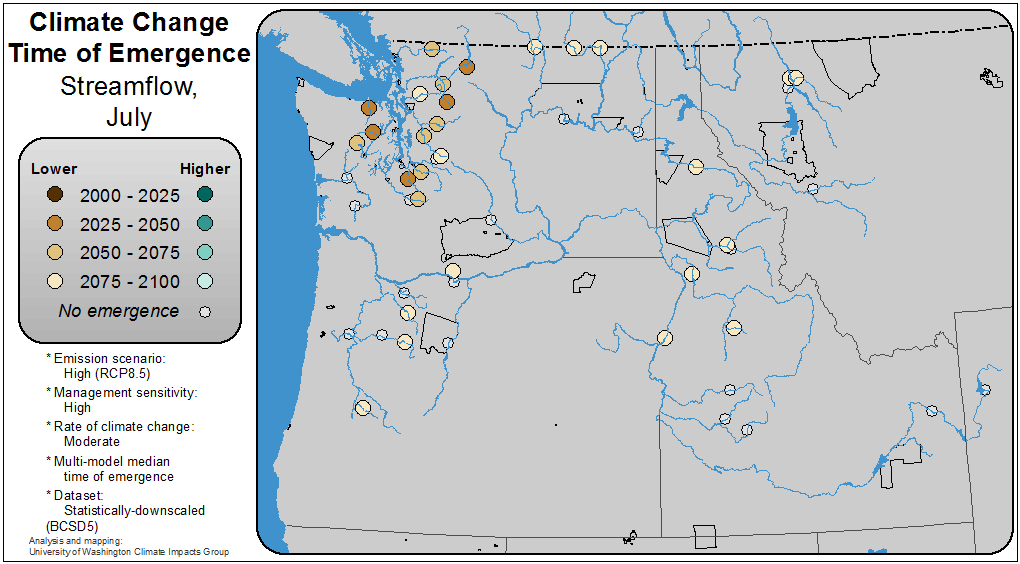 Climate Change
Time of Emergence
Streamflow,
July
Lower Higher
2000 - 2025
2025 - 2050
2050 - 2075
2075 - 2100
No emergence
* Emission scenario:
High (RCP8.5)
* Management sensitivity:
High
* Rate of climate change:
Moderate
* Multi-model median
time of emergence
* Dataset:
Statistically-downscaled
(BCSD5)
Analysis and mapping:
University of Washington Climate Impacts Group